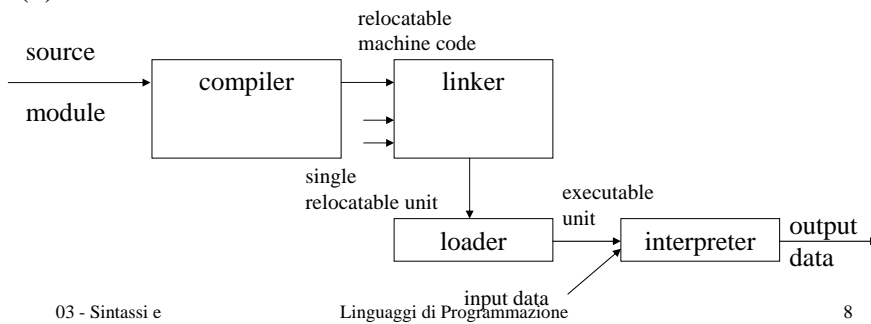 relocatable
machine code
source
module
compiler
linker
single
relocatable unit
executable
unit
loader
interpreter
output
data
input data
03 - Sintassi e
Linguaggi di Programmazione
8